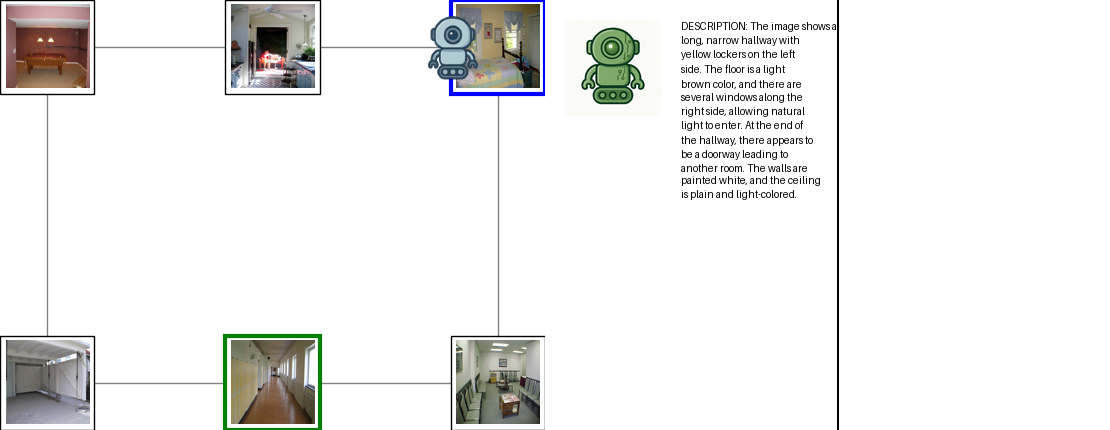 DESCRIPTION: The image shows a
long, narrow hallway with
yellow lockers on the left
side. The floor is a light
brown color, and there are
several windows along the
right side, allowing natural
light to enter. At the end of
the hallway, there appears to
be a doorway leading to
another room. The walls are
painted white, and the ceiling
is plain and light-colored.